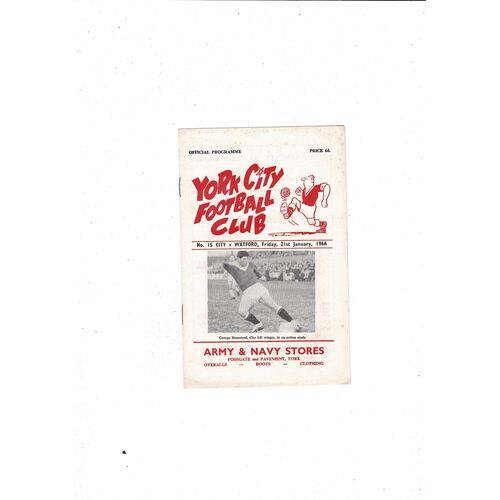 OFFICIAL PROGRAMME PRICE 6d.
YORK CITY
FOOTBALL
CLUB
No. 15 CITY v WATFORD, Friday, 21st January, 1966
George Hounsead, City left winger, in an action study.
ARMY & NAVY STORES
FOSSGATE and PAVEMENT, YORK
OVERALLS — BOOTS — CLOTHING